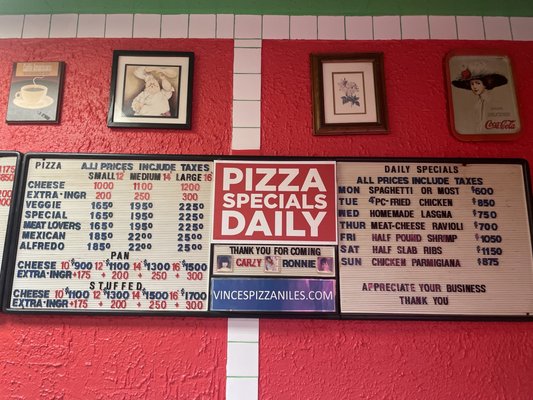 Coca-Cola
1175
850
PIZZA ALL PRICES INCLUDE TAXES
SMALL 12 MEDIUM 14 LARGE 16
CHEESE 1000 1100 1200
EXTRA-INGR 200 250 300
VEGGIE 1650 1950 2250
SPECIAL 1650 1950 2250
MEAT LOVERS 1650 1950 2250
MEXICAN 1850 2200 2500
ALFREDO 1850 2200 2500
PAN
CHEESE 10 $900 12 $1100 14 $1300 16 $1500
EXTRA-INGR +175 +200 +250 +300
STUFFED
CHEESE 10 $1100 12 $1300 14 $1500 16 $1700
EXTRA-INGR +175 +200 +250 +300
PIZZA
SPECIALS
DAILY
THANK YOU FOR COMING
CARLY RONNIE
VINCESPIZZANILES.COM
DAILY SPECIALS
ALL PRICES INCLUDE TAXES
MON SPAGHETTI OR MOST $600
TUE 4PC-FRIED CHICKEN $850
WED HOMEMADE LASGNA $750
THUR MEAT-CHEESE RAVIOLI $900
FRI HALF POUND SHRIMP $1050
SAT HALF SLAB RIBS $1150
SUN CHICKEN PARMIGIANA $875
APPRECIATE YOUR BUSINESS
THANK YOU